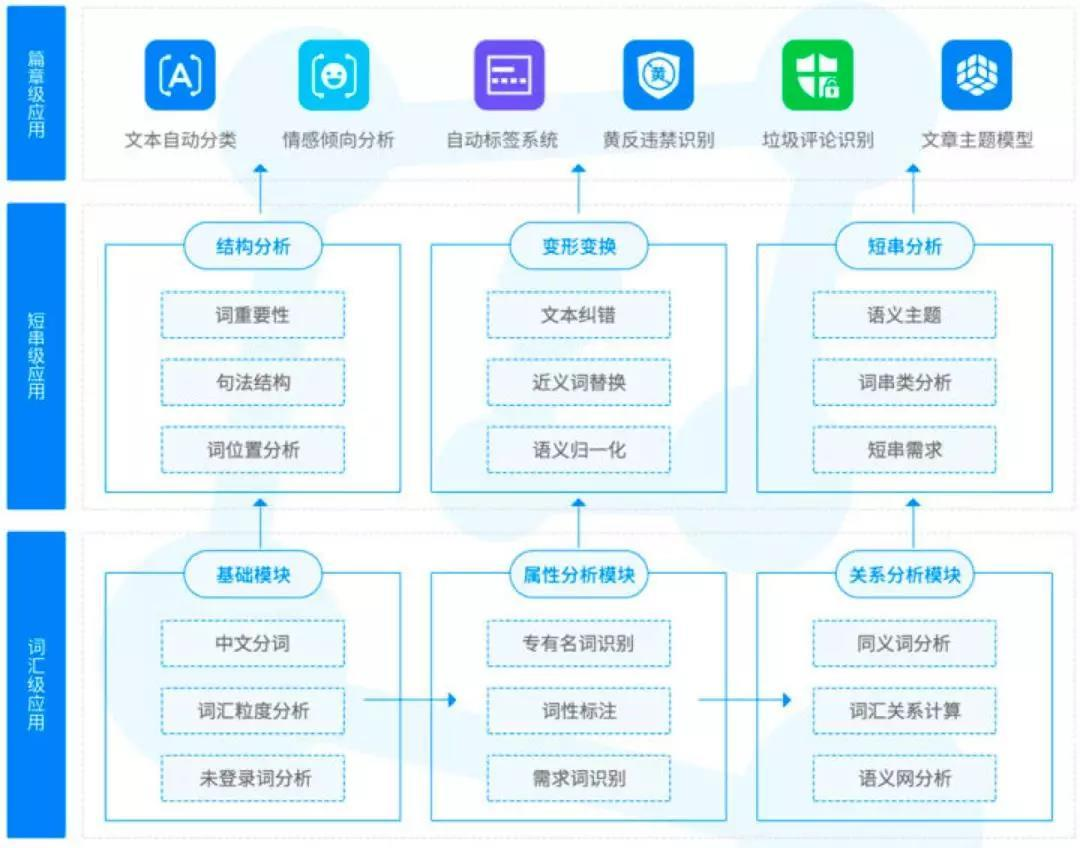 篇章级应用
A
黄
文本自动分类
情感倾向分析
自动标签系统
黄反违禁识别
垃圾评论识别
文章主题模型
短串级应用
结构分析
词重要性
句法结构
词位置分析
变形变换
文本纠错
近义词替换
语义归一化
短串分析
语义主题
词串类分析
短串需求
词汇级应用
基础模块
中文分词
词汇粒度分析
未登录词分析
属性分析模块
专有名词识别
词性标注
需求词识别
关系分析模块
同义词分析
词汇关系计算
语义网分析